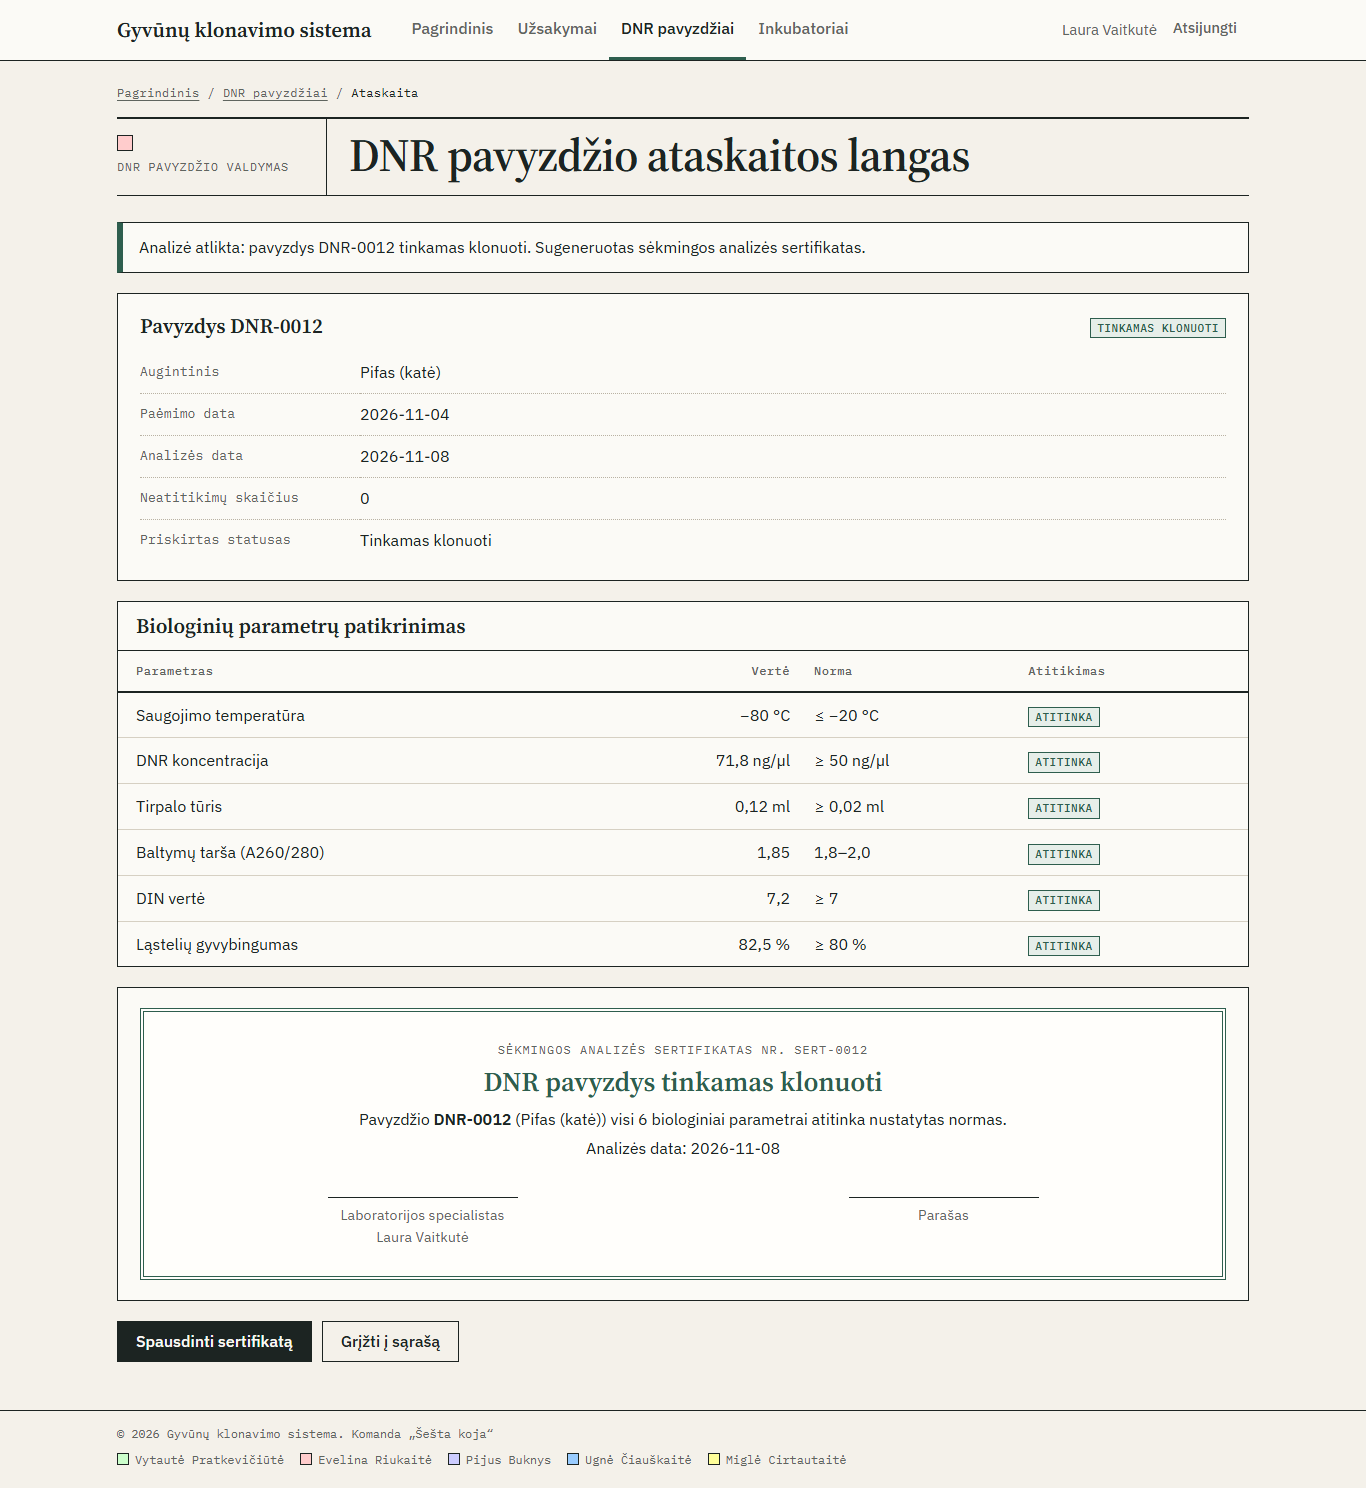 Gyvūnų klonavimo sistema Pagrindinis Užsakymai DNR pavyzdžiai Inkubatoriai Laura Vaitkutė Atsijungti
Pagrindinis / DNR pavyzdžiai / Ataskaita
DNR PAVYZDŽIO VALDYMAS
DNR pavyzdžio ataskaitos langas
Analizė atlikta: pavyzdys DNR-0012 tinkamas klonuoti. Sugeneruotas sėkmingos analizės sertifikatas.
Pavyzdys DNR-0012 TINKAMAS KLONUOTI
Augintinis Pifas (katė)
Paėmimo data 2026-11-04
Analizės data 2026-11-08
Neatitikimų skaičius 0
Priskirtas statusas Tinkamas klonuoti
Biologinių parametrų patikrinimas
Parametras Vertė Norma Atitikimas
Saugojimo temperatūra −80 °C ≤ −20 °C ATITINKA
DNR koncentracija 71,8 ng/µl ≥ 50 ng/µl ATITINKA
Tirpalo tūris 0,12 ml ≥ 0,02 ml ATITINKA
Baltymų tarša (A260/280) 1,85 1,8–2,0 ATITINKA
DIN vertė 7,2 ≥ 7 ATITINKA
Ląstelių gyvybingumas 82,5 % ≥ 80 % ATITINKA
SĖKMINGOS ANALIZĖS SERTIFIKATAS NR. SERT-0012
DNR pavyzdys tinkamas klonuoti
Pavyzdžio DNR-0012 (Pifas (katė)) visi 6 biologiniai parametrai atitinka nustatytas normas.
Analizės data: 2026-11-08
Laboratorijos specialistas Parašas
Laura Vaitkutė
Spausdinti sertifikatą Grįžti į sąrašą
© 2026 Gyvūnų klonavimo sistema. Komanda „Šešta koja“
Vytautė Pratkevičiūtė Evelina Riukaitė Pijus Buknys Ugnė Čiauškaitė Miglė Cirtautaitė